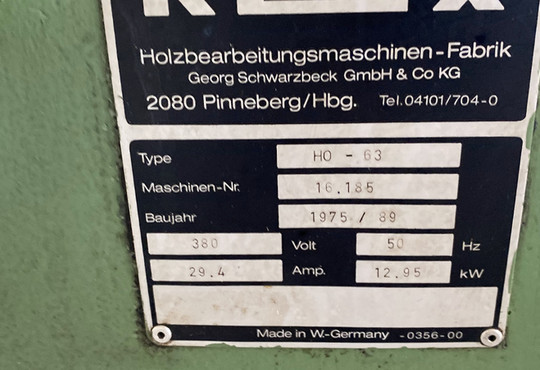 Holzbearbeitungsmaschinen-Fabrik
Georg Schwarzbeck GmbH & Co KG
2080 Pinneberg/Hbg. Tel.04101/704-0
Type HO - 63
Maschinen-Nr. 16.185
Baujahr 1975 / 89
380 Volt 50 Hz
29.4 Amp. 12.95 kW
Made in W.-Germany -0356-00